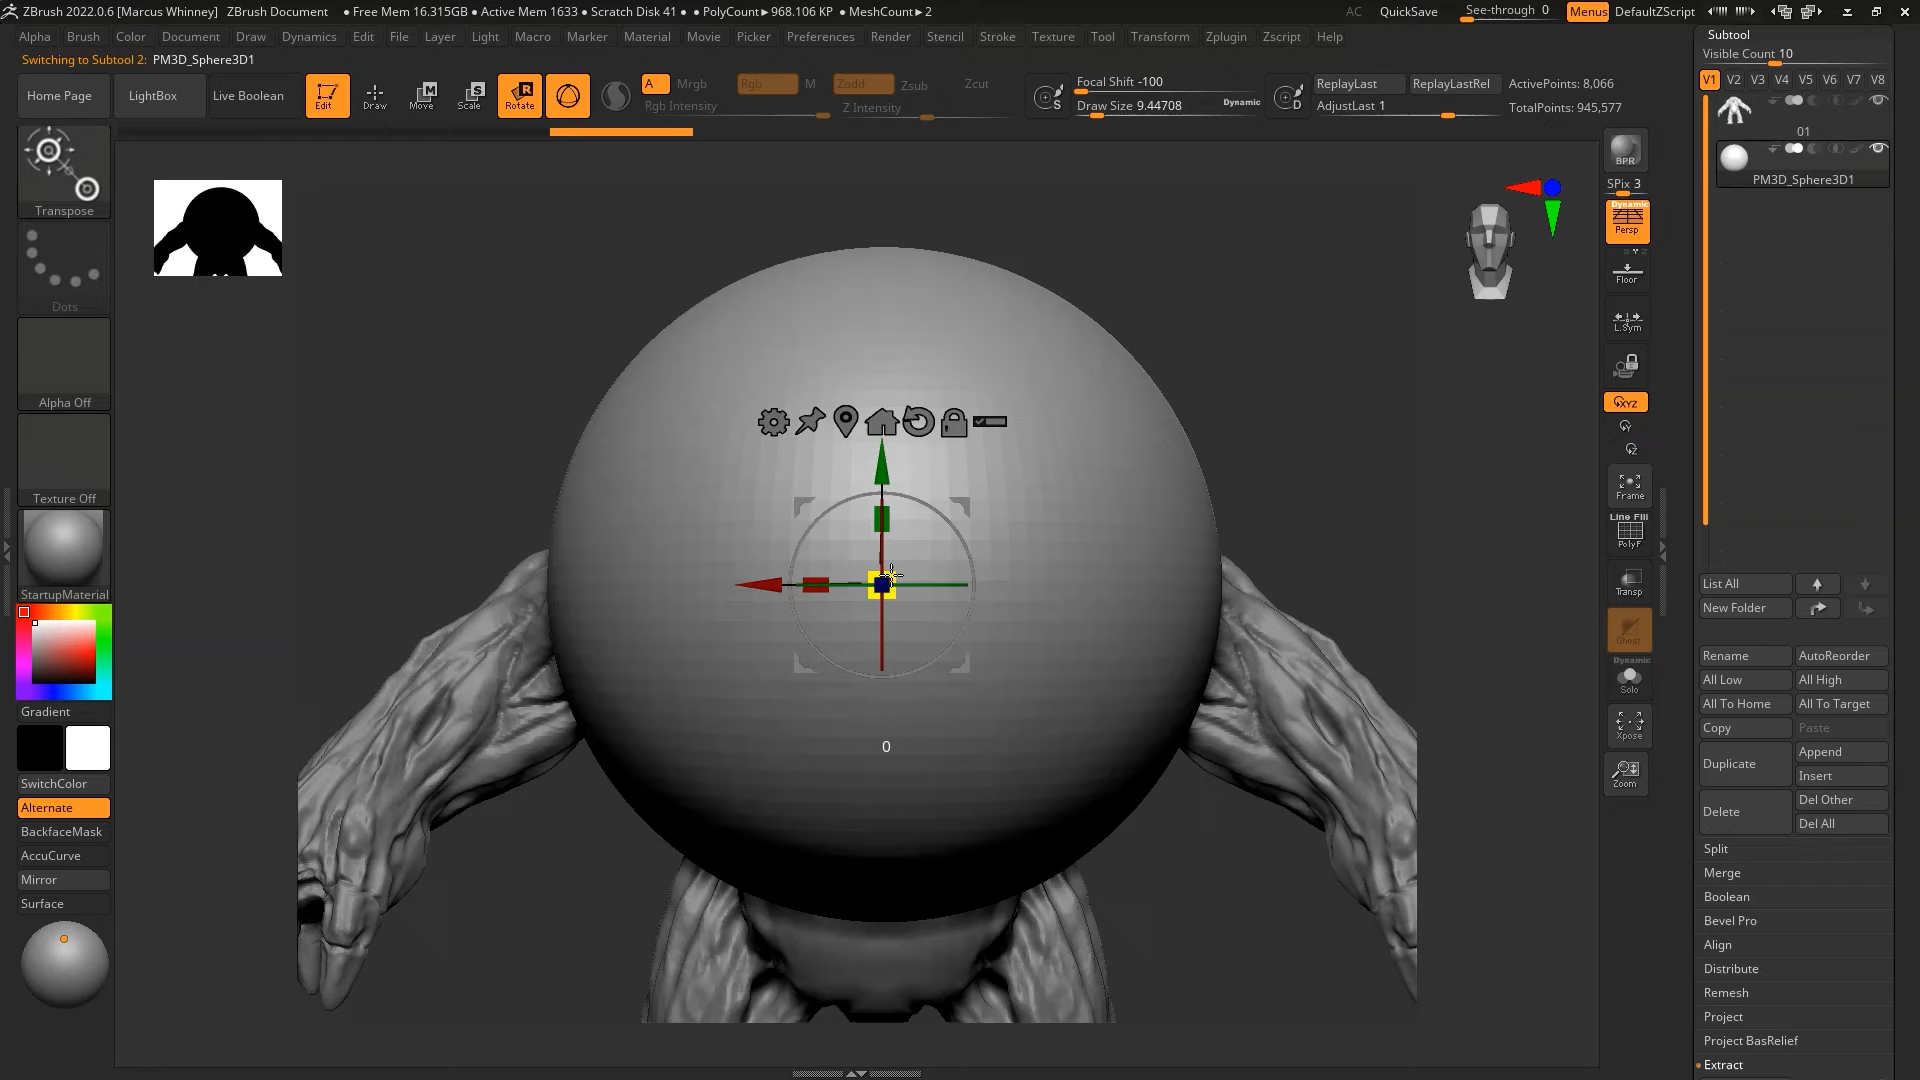 ZBrush 2022.0.6 [Marcus Whinney] ZBrush Document • Free Mem 16.315GB • Active Mem 1633 • Scratch Disk 41 • • PolyCount ► 968.106 KP • MeshCount ► 2 AC QuickSave See-through 0 Menus DefaultZScript
Alpha Brush Color Document Draw Dynamics Edit File Layer Light Macro Marker Material Movie Picker Preferences Render Stencil Stroke Texture Tool Transform Zplugin Zscript Help
Switching to Subtool 2: PM3D_Sphere3D1
Home Page LightBox Live Boolean Edit Draw Move Scale Rotate
A Mrgb Rgb M Zadd Zsub Zcut
Rgb Intensity Z Intensity
Focal Shift -100
Draw Size 9.44708 Dynamic
ReplayLast ReplayLastRel ActivePoints: 8,066
AdjustLast 1 TotalPoints: 945,577
Transpose
Dots
Alpha Off
Texture Off
StartupMaterial
Gradient
SwitchColor
Alternate
BackfaceMask
AccuCurve
Mirror
Surface
0
BPR
SPix 3
Dynamic
Persp
Floor
L.Sym
XYZ
Frame
Line Fill
PolyF
Transp
Ghost
Dynamic
Solo
Xpose
Zoom
Subtool
Visible Count 10
V1 V2 V3 V4 V5 V6 V7 V8
01
PM3D_Sphere3D1
List All
New Folder
Rename AutoReorder
All Low All High
All To Home All To Target
Copy Paste
Duplicate Append
Insert
Delete Del Other
Del All
Split
Merge
Boolean
Bevel Pro
Align
Distribute
Remesh
Project
Project BasRelief
Extract